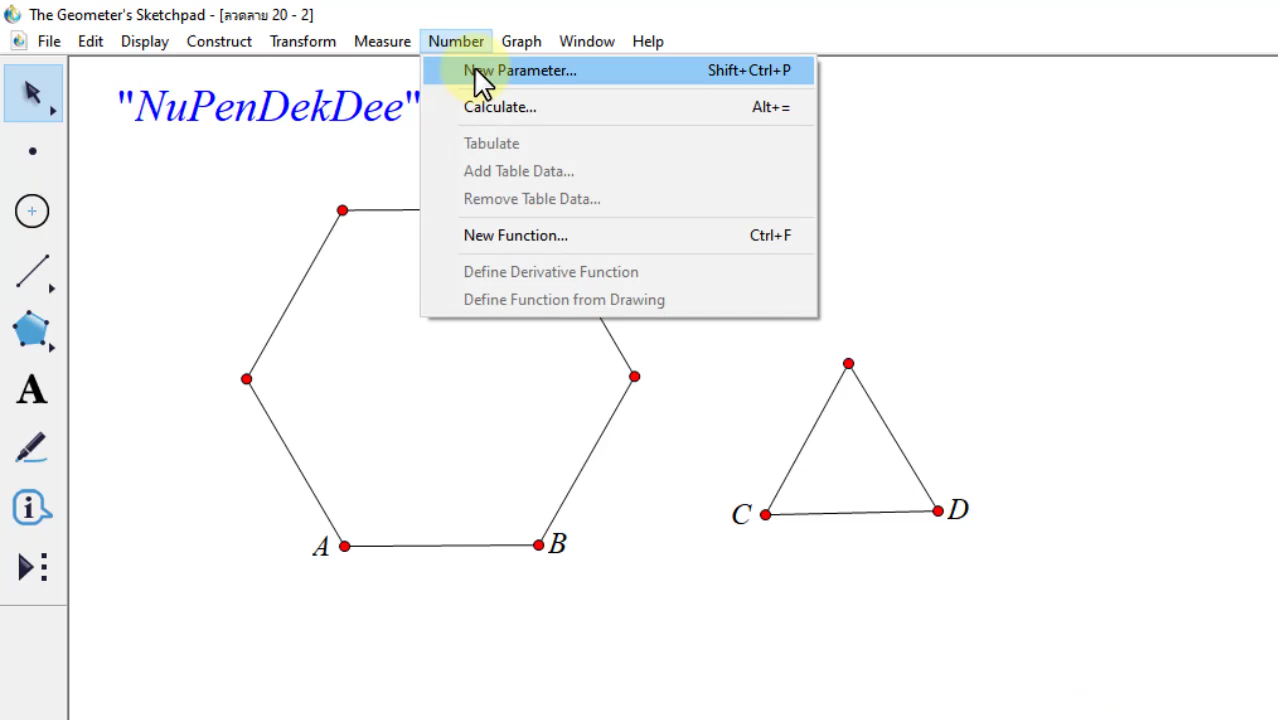 The Geometer's Sketchpad - [ลวดลาย 20 - 2]
File Edit Display Construct Transform Measure Number Graph Window Help
New Parameter... Shift+Ctrl+P
"NuPenDekDee"
Calculate... Alt+=
Tabulate
Add Table Data...
Remove Table Data...
New Function... Ctrl+F
Define Derivative Function
Define Function from Drawing
A
C D
A B